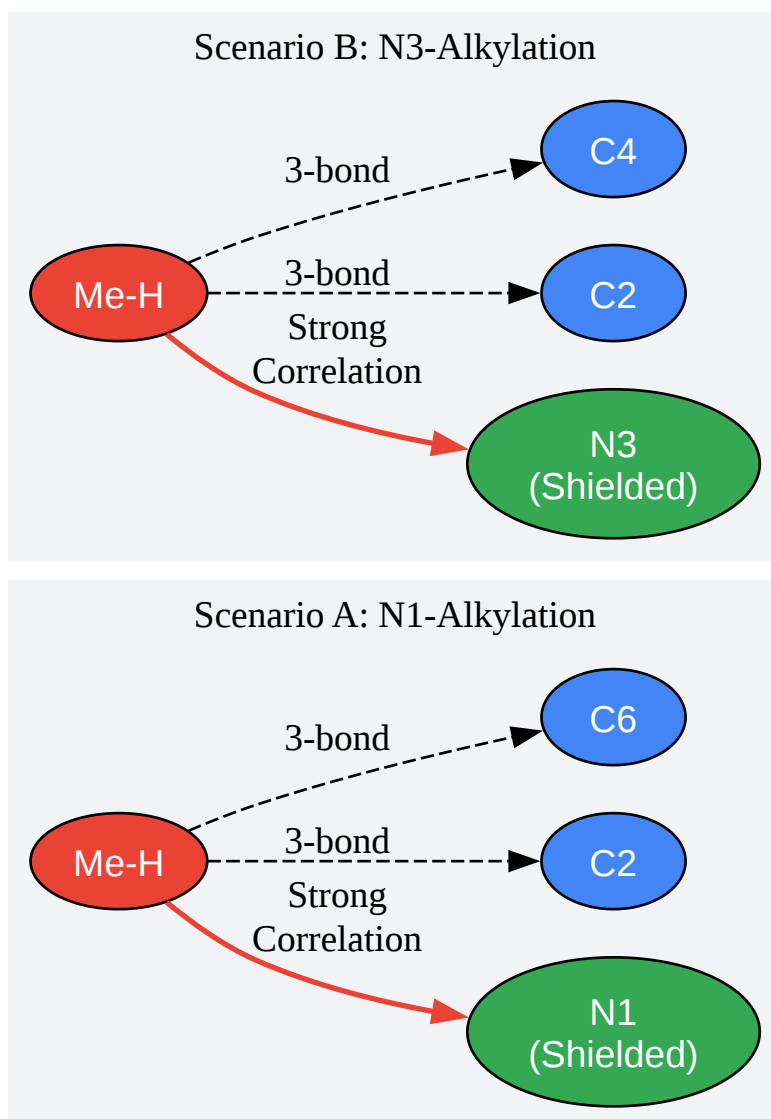 Scenario B: N3-Alkylation
C4
3-bond
Me-H
3-bond
C2
Strong
Correlation
N3
(Shielded)
Scenario A: N1-Alkylation
C6
3-bond
Me-H
3-bond
C2
Strong
Correlation
N1
(Shielded)